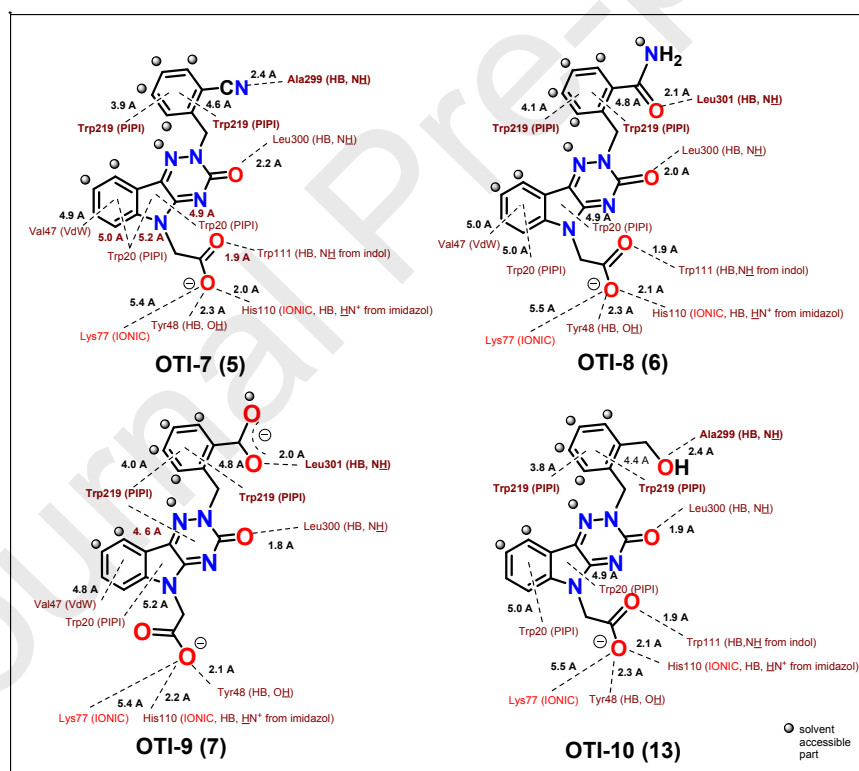 Journal Pre-p
2.4 A
CN
Ala299 (HB, NH)
3.9 A
4.6 A
Trp219 (PIPI)
Trp219 (PIPI)
Leu300 (HB, NH)
2.2 A
N
N
O
N
N
4.9 A
4.9 A
Val47 (VdW)
Trp20 (PIPI)
5.0 A
5.2 A
Trp20 (PIPI)
O
Trp111 (HB, NH from indol)
1.9 A
O
⊖
2.0 A
5.4 A
2.3 A
His110 (IONIC, HB, HN⁺ from imidazol)
Tyr48 (HB, OH)
Lys77 (IONIC)
OTI-7 (5)
NH₂
2.1 A
O
Leu301 (HB, NH)
4.1 A
4.8 A
Trp219 (PIPI)
Trp219 (PIPI)
Leu300 (HB, NH)
2.0 A
N
N
O
N
N
4.9 A
5.0 A
Trp20 (PIPI)
Val47 (VdW)
5.0 A
Trp20 (PIPI)
O
1.9 A
Trp111 (HB,NH from indol)
O
⊖
2.1 A
5.5 A
2.3 A
His110 (IONIC, HB, HN⁺ from imidazol)
Tyr48 (HB, OH)
Lys77 (IONIC)
OTI-8 (6)
O
⊖
2.0 A
O
Leu301 (HB, NH)
4.0 A
4.8 A
Trp219 (PIPI)
Trp219 (PIPI)
4. 6 A
Leu300 (HB, NH)
1.8 A
N
N
O
N
N
4.8 A
Val47 (VdW)
5.2 A
Trp20 (PIPI)
O
O
⊖
2.1 A
Tyr48 (HB, OH)
2.2 A
5.4 A
Lys77 (IONIC)
His110 (IONIC, HB, HN⁺ from imidazol)
OTI-9 (7)
Ala299 (HB, NH)
2.4 A
OH
3.8 A
4.4 A
Trp219 (PIPI)
Trp219 (PIPI)
Leu300 (HB, NH)
1.9 A
N
N
O
N
N
4.9 A
Trp20 (PIPI)
5.0 A
Trp20 (PIPI)
O
1.9 A
Trp111 (HB,NH from indol)
O
⊖
2.1 A
5.5 A
2.3 A
His110 (IONIC, HB, HN⁺ from imidazol)
Tyr48 (HB, OH)
Lys77 (IONIC)
OTI-10 (13)
solvent
accessible
part